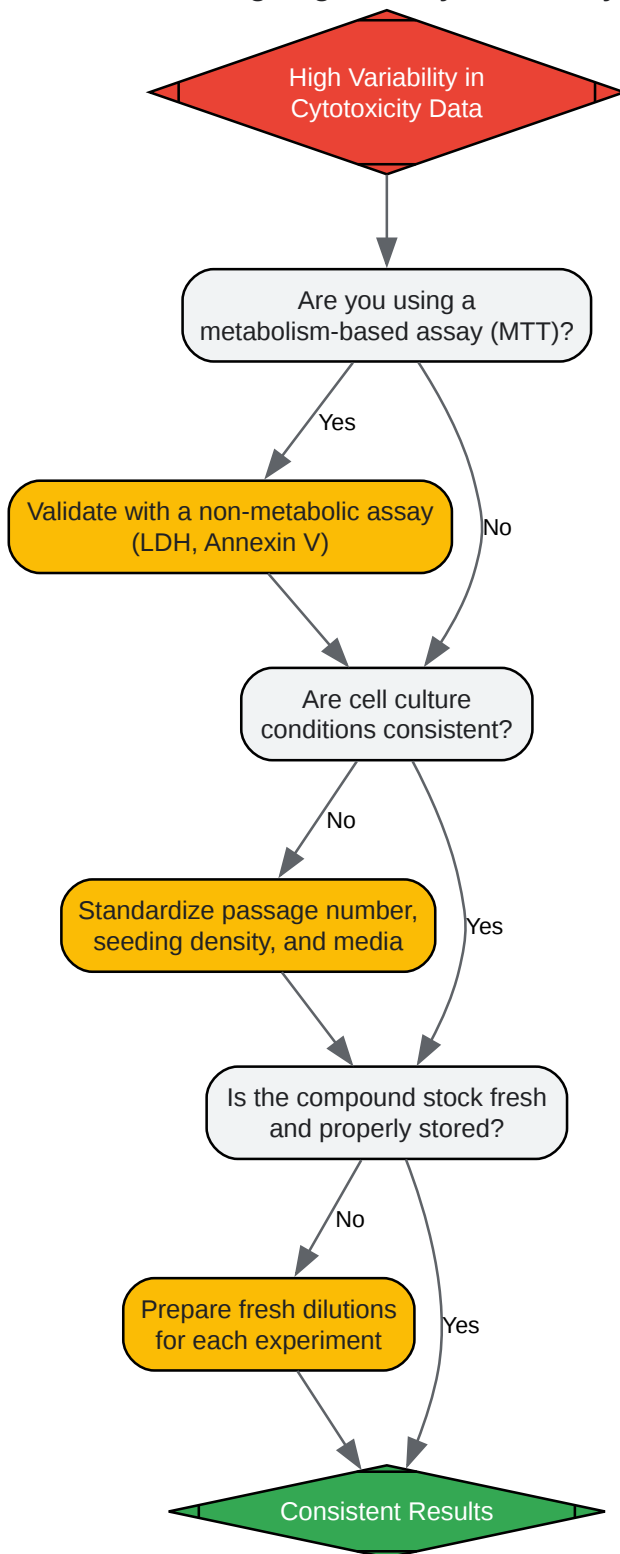 High Variability in
Cytotoxicity Data
Are you using a
metabolism-based assay (MTT)?
Yes
Validate with a non-metabolic assay
(LDH, Annexin V)
No
Are cell culture
conditions consistent?
No
Standardize passage number,
seeding density, and media
Yes
Is the compound stock fresh
and properly stored?
No
Prepare fresh dilutions
for each experiment
Yes
Consistent Results